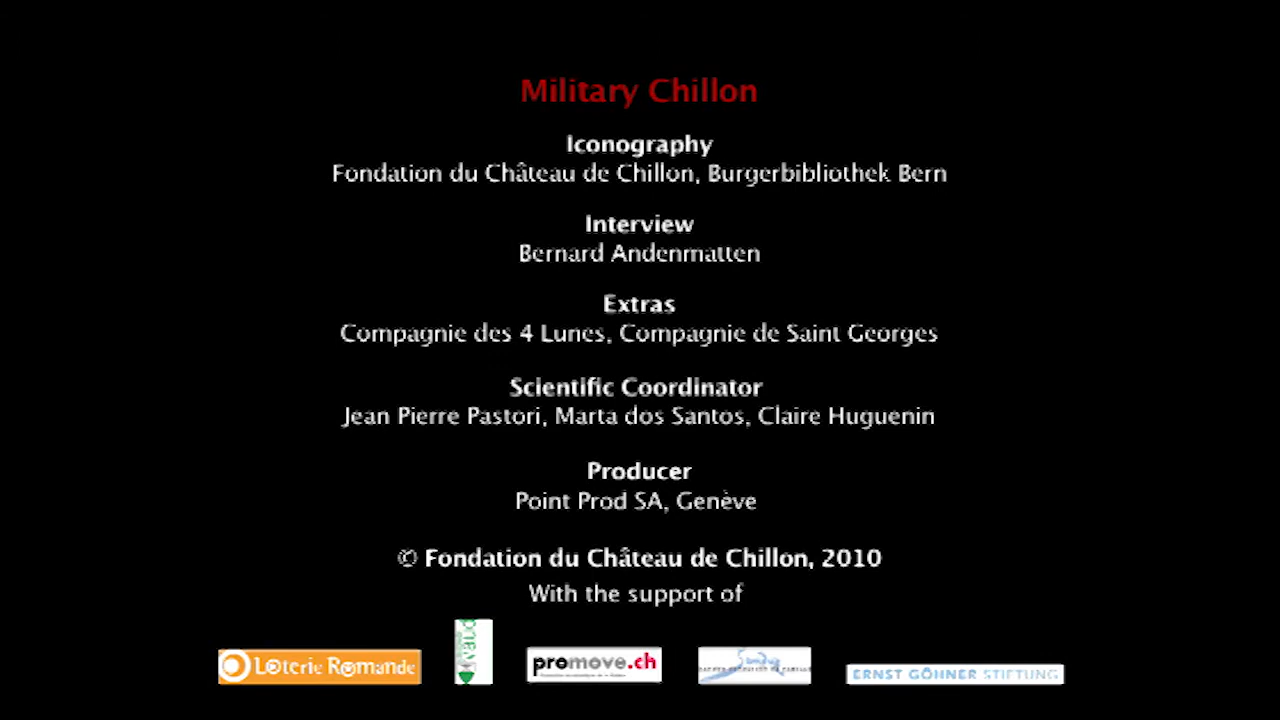 Military Chillon
Iconography
Fondation du Château de Chillon, Burgerbibliothek Bern
Interview
Bernard Andenmatten
Extras
Compagnie des 4 Lunes, Compagnie de Saint Georges
Scientific Coordinator
Jean Pierre Pastori, Marta dos Santos, Claire Huguenin
Producer
Point Prod SA, Genève
© Fondation du Château de Chillon, 2010
With the support of
Loterie Romande
vaud
promove.ch
ERNST GÖHNER STIFTUNG